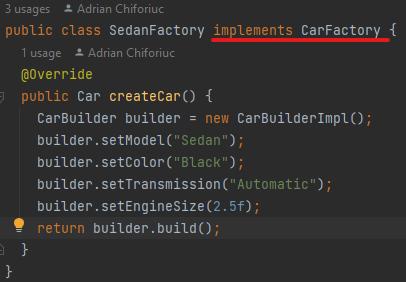 3 usages Adrian Chiforiuc
public class SedanFactory implements CarFactory {
1 usage Adrian Chiforiuc
@Override
public Car createCar() {
CarBuilder builder = new CarBuilderImpl();
builder.setModel("Sedan");
builder.setColor("Black");
builder.setTransmission("Automatic");
builder.setEngineSize(2.5f);
return builder.build();
}
}